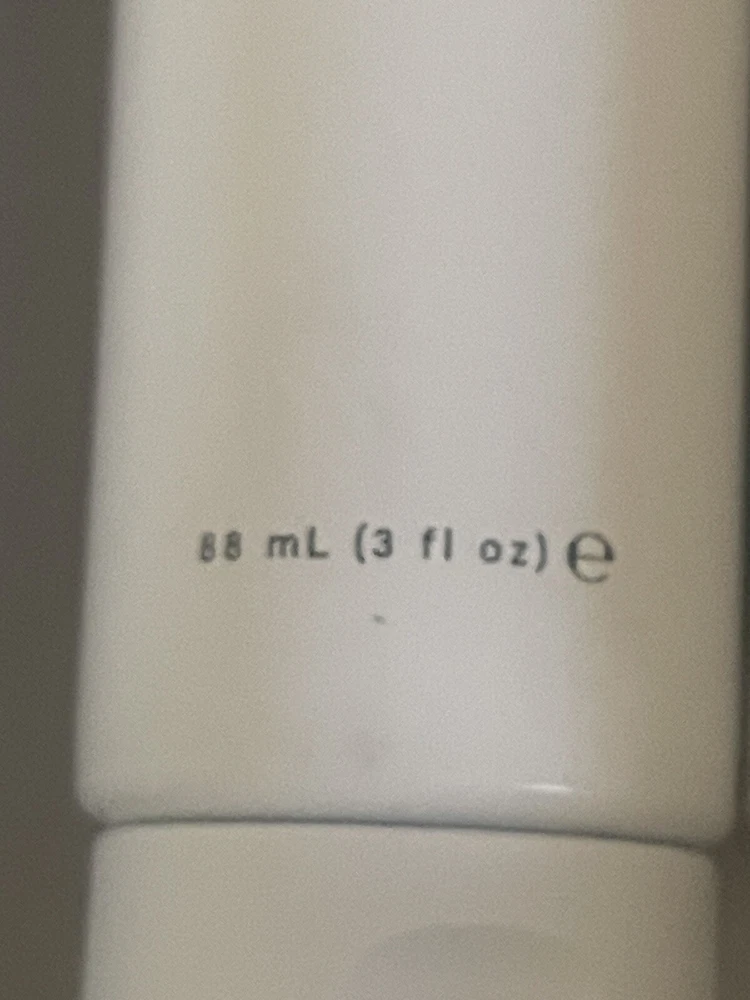 88 mL (3 fl oz) ℮